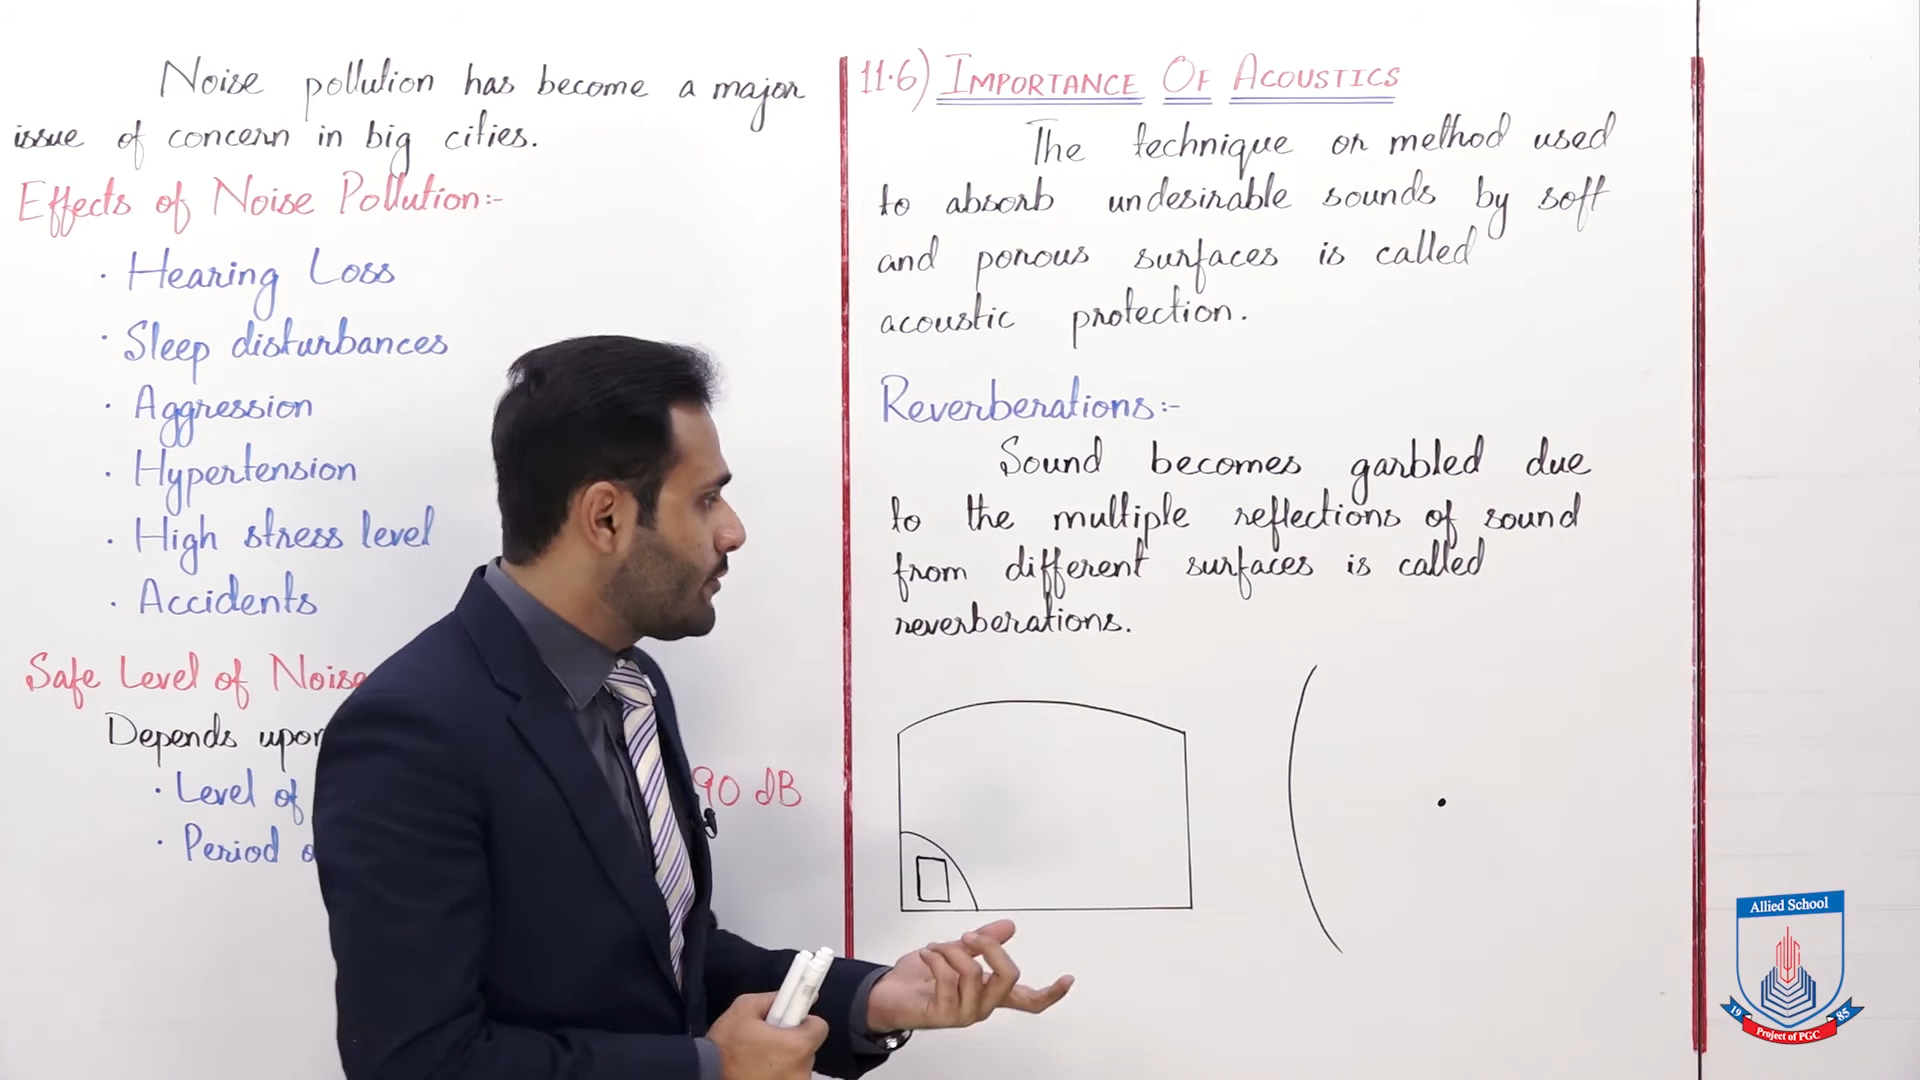 Noise pollution has become a major
issue of concern in big cities.
Effects of Noise Pollution:-
· Hearing Loss
· Sleep disturbances
· Aggression
· Hypertension
· High stress level
· Accidents
Safe Level of Noise
Depends upon
· Level of
90 dB
· Period
11.6) IMPORTANCE OF ACOUSTICS
The technique or method used
to absorb undesirable sounds by soft
and porous surfaces is called
acoustic protection.
Reverberations:-
Sound becomes garbled due
to the multiple reflections of sound
from different surfaces is called
reverberations.
Allied School
19 85
Project of PGC